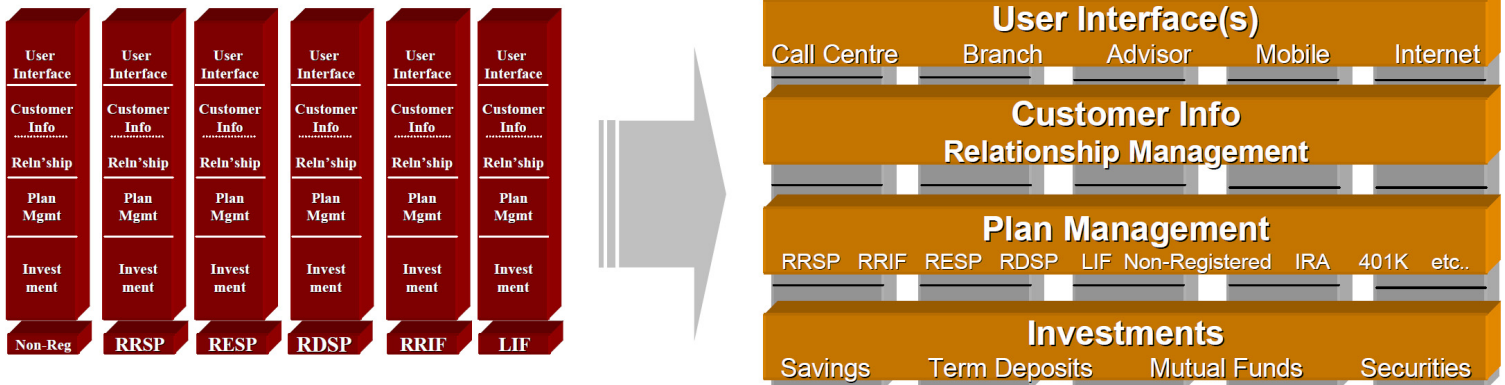 User
Interface
Customer
Info
Reln'ship
Plan
Mgmt
Invest
ment
Non-Reg
User
Interface
Customer
Info
Reln'ship
Plan
Mgmt
Invest
ment
RRSP
User
Interface
Customer
Info
Reln'ship
Plan
Mgmt
Invest
ment
RESP
User
Interface
Customer
Info
Reln'ship
Plan
Mgmt
Invest
ment
RDSP
User
Interface
Customer
Info
Reln'ship
Plan
Mgmt
Invest
ment
RRIF
User
Interface
Customer
Info
Reln'ship
Plan
Mgmt
Invest
ment
LIF
User Interface(s)
Call Centre Branch Advisor Mobile Internet
Customer Info
Relationship Management
Plan Management
RRSP RRIF RESP RDSP LIF Non-Registered IRA 401K etc..
Investments
Savings Term Deposits Mutual Funds Securities